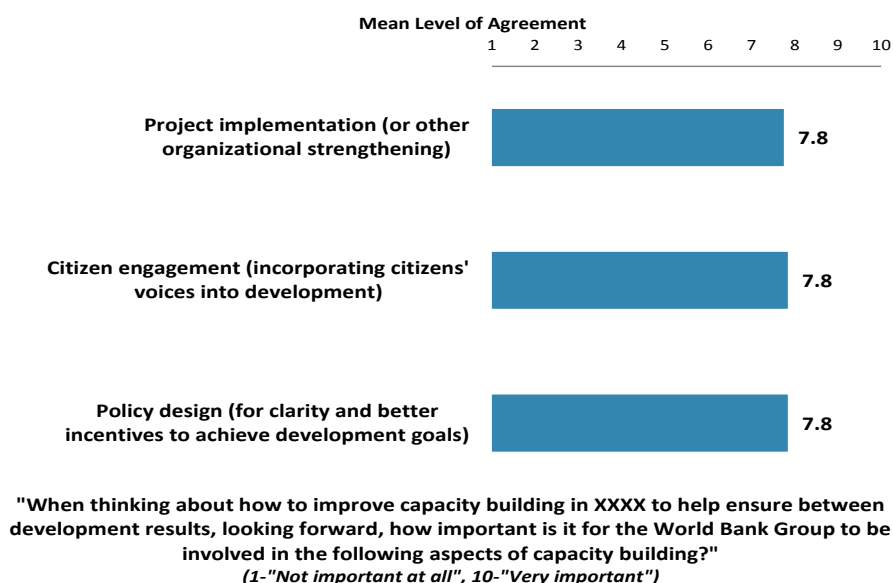 Mean Level of Agreement
1 2 3 4 5 6 7 8 9 10
Project implementation (or other
organizational strengthening)
7.8
Citizen engagement (incorporating citizens'
voices into development)
7.8
Policy design (for clarity and better
incentives to achieve development goals)
7.8
"When thinking about how to improve capacity building in XXXX to help ensure between
development results, looking forward, how important is it for the World Bank Group to be
involved in the following aspects of capacity building?"
(1-"Not important at all", 10-"Very important")